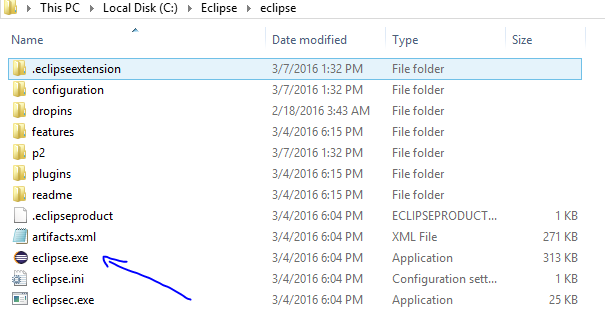 This PC > Local Disk (C:) > Eclipse > eclipse
Name Date modified Type Size
.eclipseextension 3/7/2016 1:32 PM File folder
configuration 3/7/2016 1:32 PM File folder
dropins 2/18/2016 3:43 AM File folder
features 3/4/2016 6:15 PM File folder
p2 3/7/2016 1:32 PM File folder
plugins 3/4/2016 6:15 PM File folder
readme 3/4/2016 6:15 PM File folder
.eclipseproduct 3/4/2016 6:04 PM ECLIPSEPRODUCT... 1 KB
artifacts.xml 3/4/2016 6:04 PM XML File 271 KB
eclipse.exe 3/4/2016 6:04 PM Application 313 KB
eclipse.ini 3/4/2016 6:04 PM Configuration sett... 1 KB
eclipsec.exe 3/4/2016 6:04 PM Application 25 KB